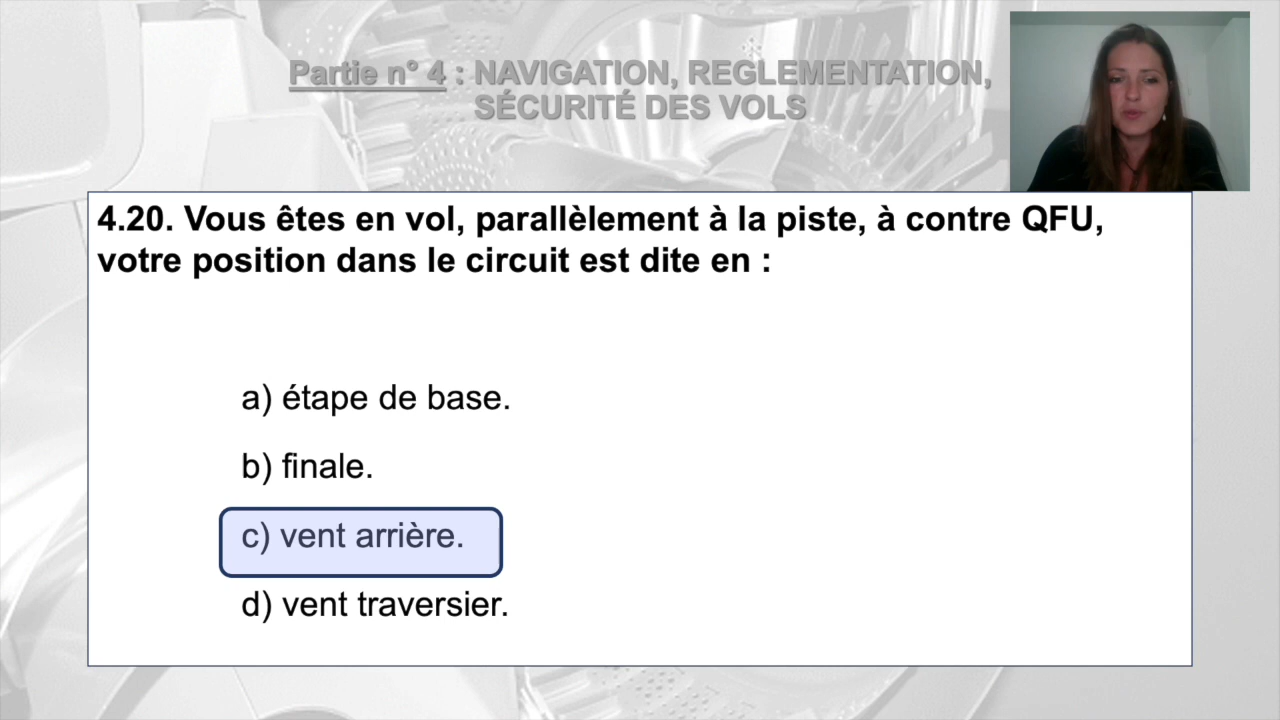 Partie n° 4 : NAVIGATION, REGLEMENTATION,
SÉCURITÉ DES VOLS
4.20. Vous êtes en vol, parallèlement à la piste, à contre QFU,
votre position dans le circuit est dite en :
a) étape de base.
b) finale.
c) vent arrière.
d) vent traversier.